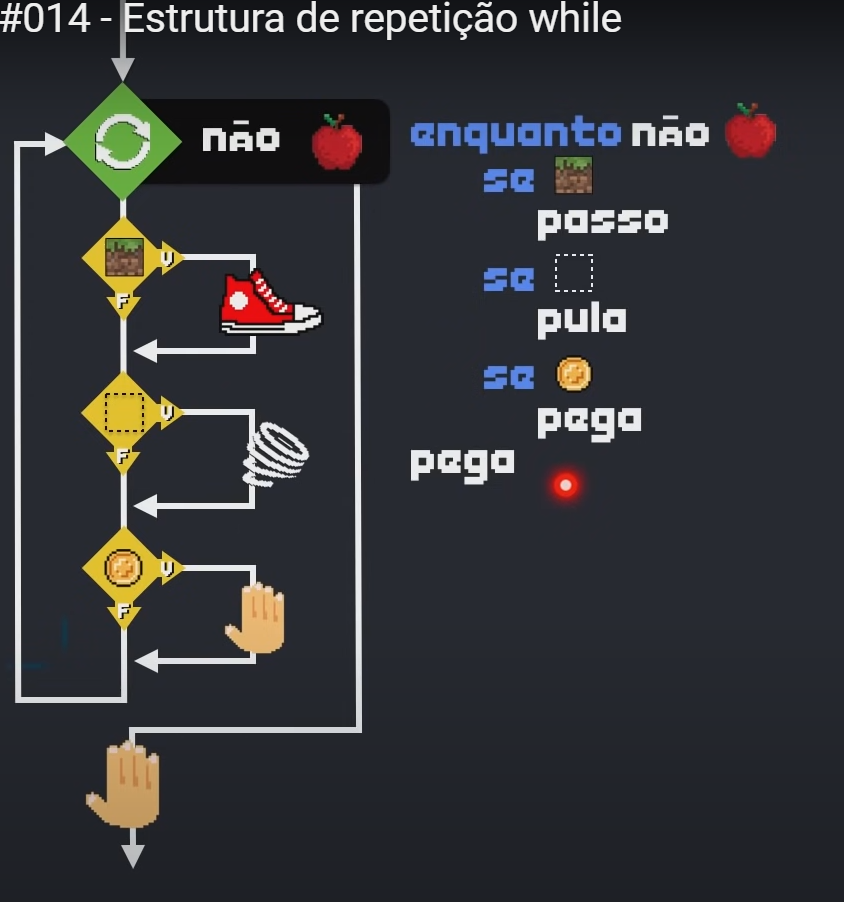 #014 - Estrutura de repetição while
não
enquanto não
se
passo
V
F
se
pula
se
pega
V
F
pega
V
F